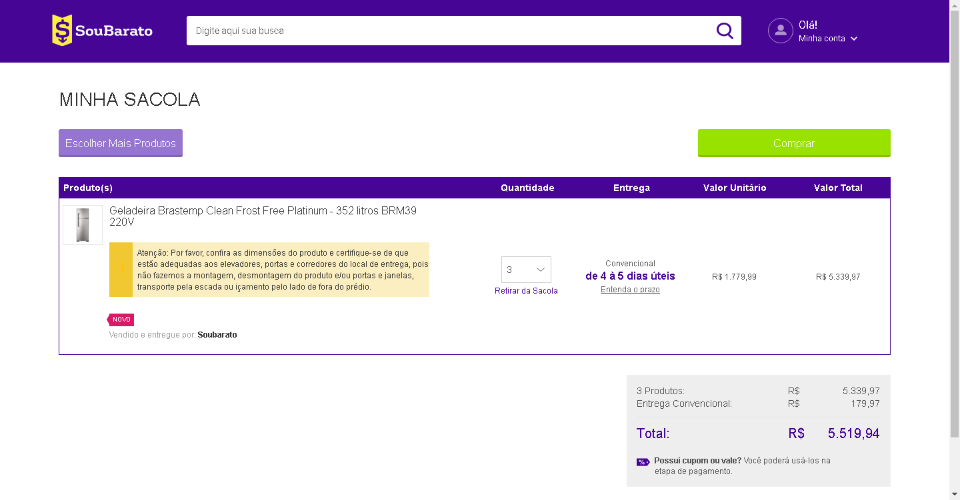 SouBarato
Digite aqui sua busca
Olá!
Minha conta
MINHA SACOLA
Escolher Mais Produtos
Comprar
Produto(s) Quantidade Entrega Valor Unitário Valor Total
Geladeira Brastemp Clean Frost Free Platinum - 352 litros BRM39
220V
Atenção: Por favor, confira as dimensões do produto e certifique-se de que
estão adequadas aos elevadores, portas e corredores do local de entrega, pois
não fazemos a montagem, desmontagem do produto e/ou portas e janelas,
transporte pela escada ou içamento pelo lado de fora do prédio.
3
Retirar da Sacola
Convencional
de 4 à 5 dias úteis
Entenda o prazo
R$ 1.779,99
R$ 5.339,97
NOVO
Vendido e entregue por: Soubarato
3 Produtos: R$ 5.339,97
Entrega Convencional: R$ 179,97
Total: R$ 5.519,94
Possui cupom ou vale? Você poderá usá-los na
etapa de pagamento.